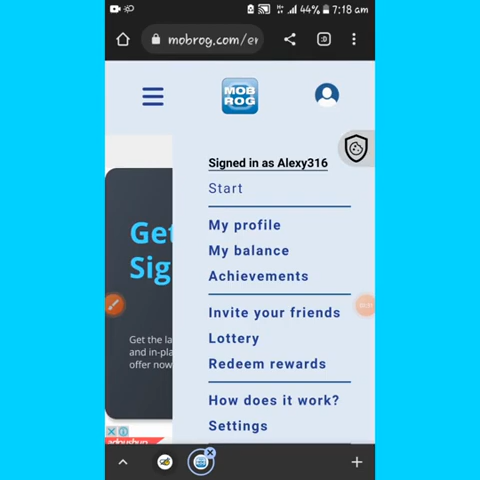 44% 7:18 am
mobrog.com/en
MOB
ROG
Signed in as Alexy316
Start
My profile
My balance
Achievements
Invite your friends
Lottery
Redeem rewards
How does it work?
Settings
Get
Sig
Get the la
and in-pla
offer now